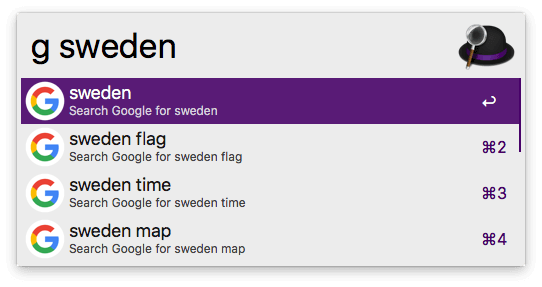 g sweden
sweden
Search Google for sweden
↩
sweden flag
Search Google for sweden flag
⌘2
sweden time
Search Google for sweden time
⌘3
sweden map
Search Google for sweden map
⌘4